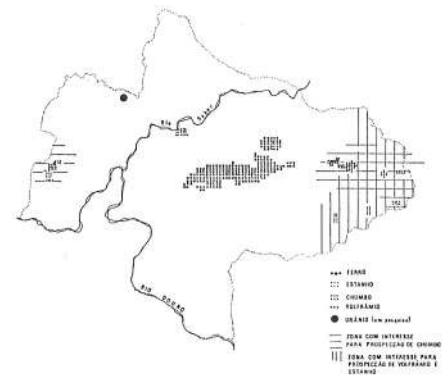 RIO Sabor
RIO DOURO
FERRO
ESTANHO
CHUMBO
VOLFRÂMIO
URÂNIO (em pesquisa)
ZONA COM INTERESSE
PARA PROSPECÇÃO DE CHUMBO
ZONA COM INTERESSE PARA
PROSPECÇÃO DE VOLFRÂMIO E
ESTANHO